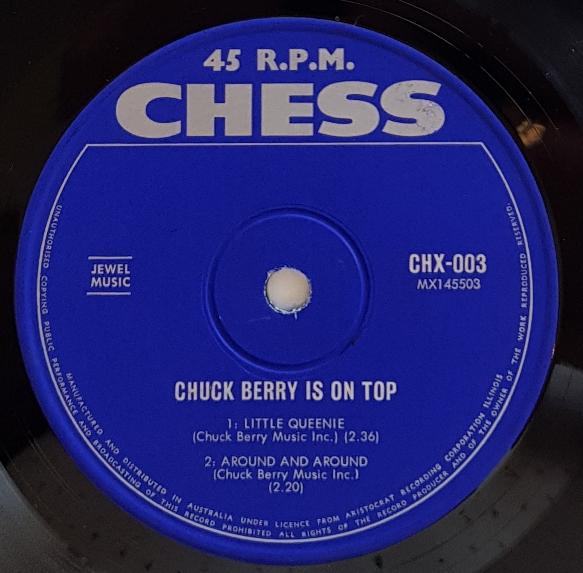 45 R.P.M.
CHESS
JEWEL
MUSIC
CHX-003
MX145503
CHUCK BERRY IS ON TOP
1: LITTLE QUEENIE
(Chuck Berry Music Inc.) (2.36)
2: AROUND AND AROUND
(Chuck Berry Music Inc.)
(2.20)
MANUFACTURED AND DISTRIBUTED IN AUSTRALIA UNDER LICENCE FROM ARISTOCRAT RECORDING CORPORATION ILLINOIS
UNAUTHORISED COPYING PUBLIC PERFORMANCE AND BROADCASTING OF THIS RECORD PROHIBITED ALL RIGHTS OF THE RECORD PRODUCER AND OF THE OWNER OF THE WORK REPRODUCED RESERVED.